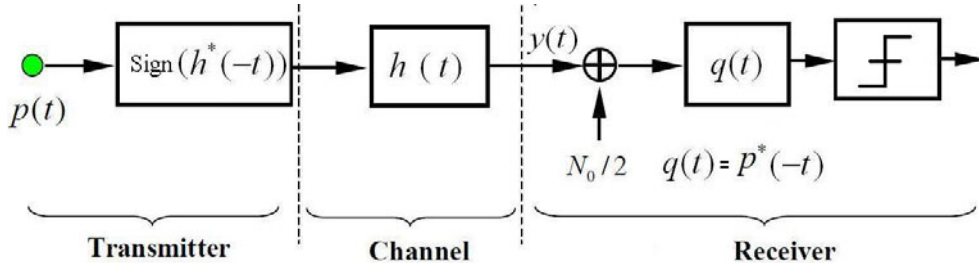 Sign(h*(-t))
h (t)
y(t)
q(t)
p(t)
N₀/2
q(t) = p*(-t)
Transmitter
Channel
Receiver